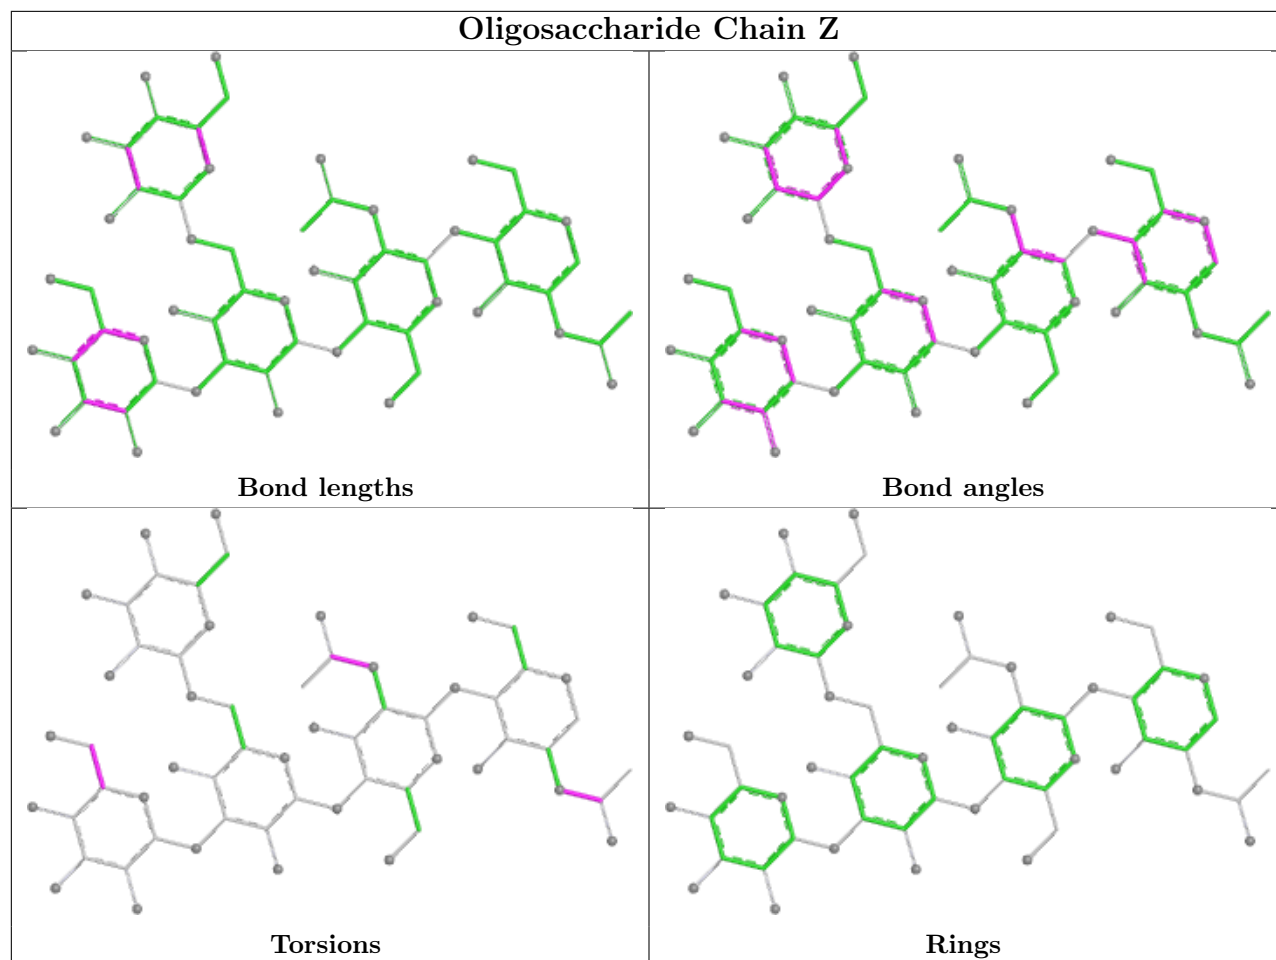 Oligosaccharide Chain Z
Bond lengths
Bond angles
Torsions
Rings